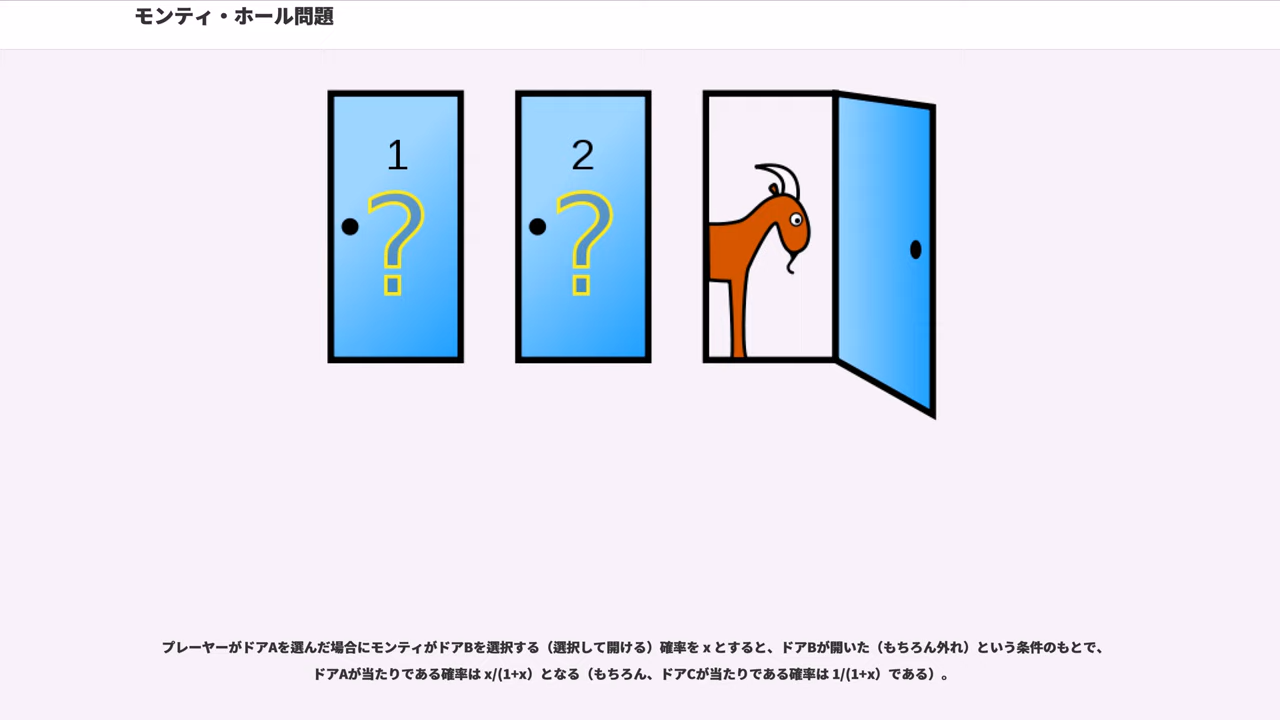 モンティ・ホール問題
1
2
?
?
プレーヤーがドアAを選んだ場合にモンティがドアBを選択する（選択して開ける）確率を x とすると、ドアBが開いた（もちろん外れ）という条件のもとで、
ドアAが当たりである確率は x/(1+x）となる（もちろん、ドアCが当たりである確率は 1/(1+x）である）。